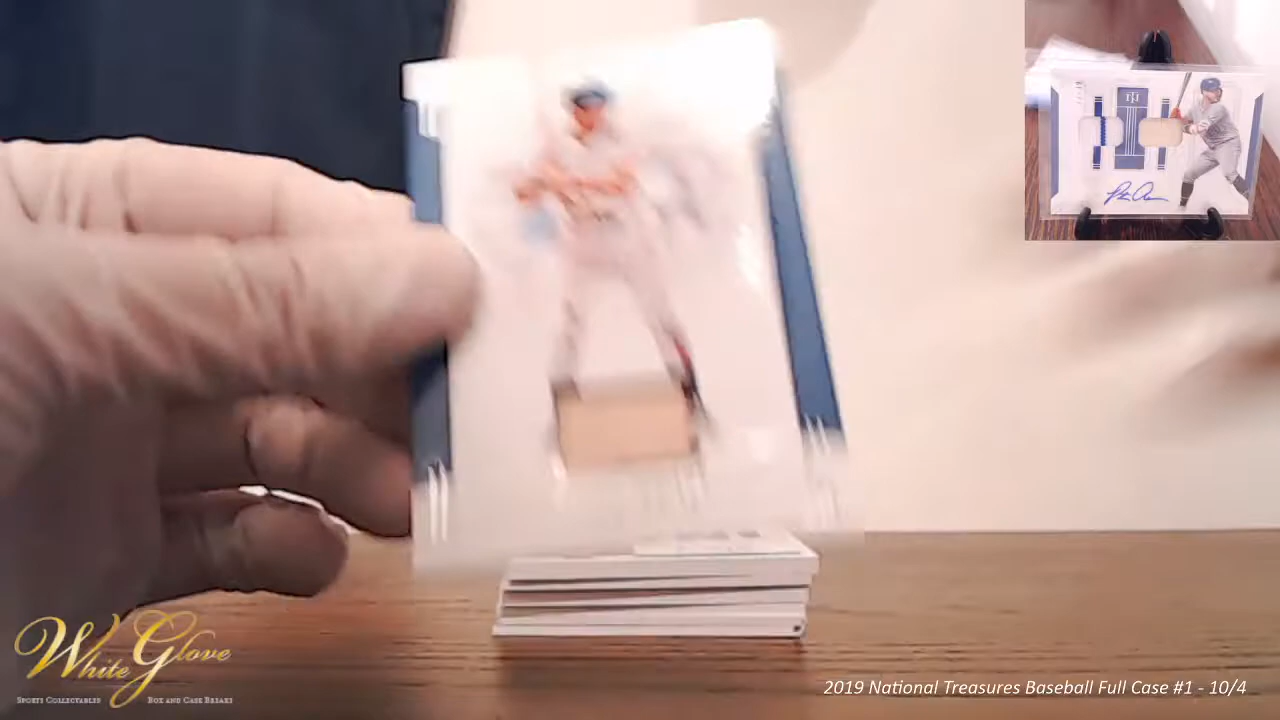 White Glove
SPORTS COLLECTABLES BOX AND CASE BREAKS
2019 National Treasures Baseball Full Case #1 - 10/4